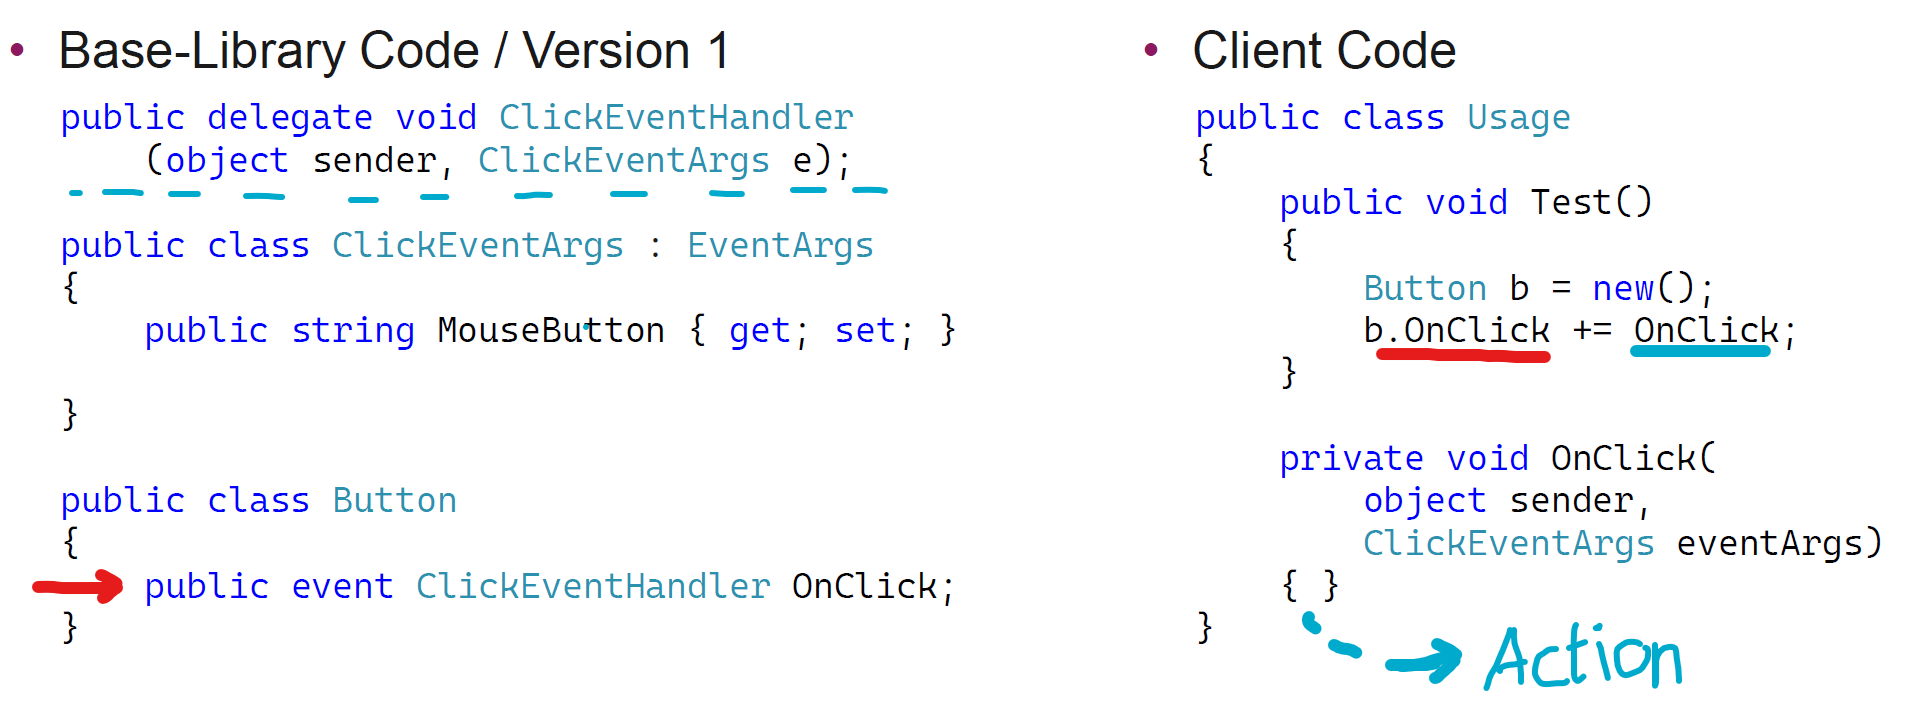 • Base-Library Code / Version 1
public delegate void ClickEventHandler
(object sender, ClickEventArgs e);
public class ClickEventArgs : EventArgs
{
public string MouseButton { get; set; }
}
public class Button
{
public event ClickEventHandler OnClick;
}
• Client Code
public class Usage
{
public void Test()
{
Button b = new();
b.OnClick += OnClick;
}
private void OnClick(
object sender,
ClickEventArgs eventArgs)
{ }
}
Action